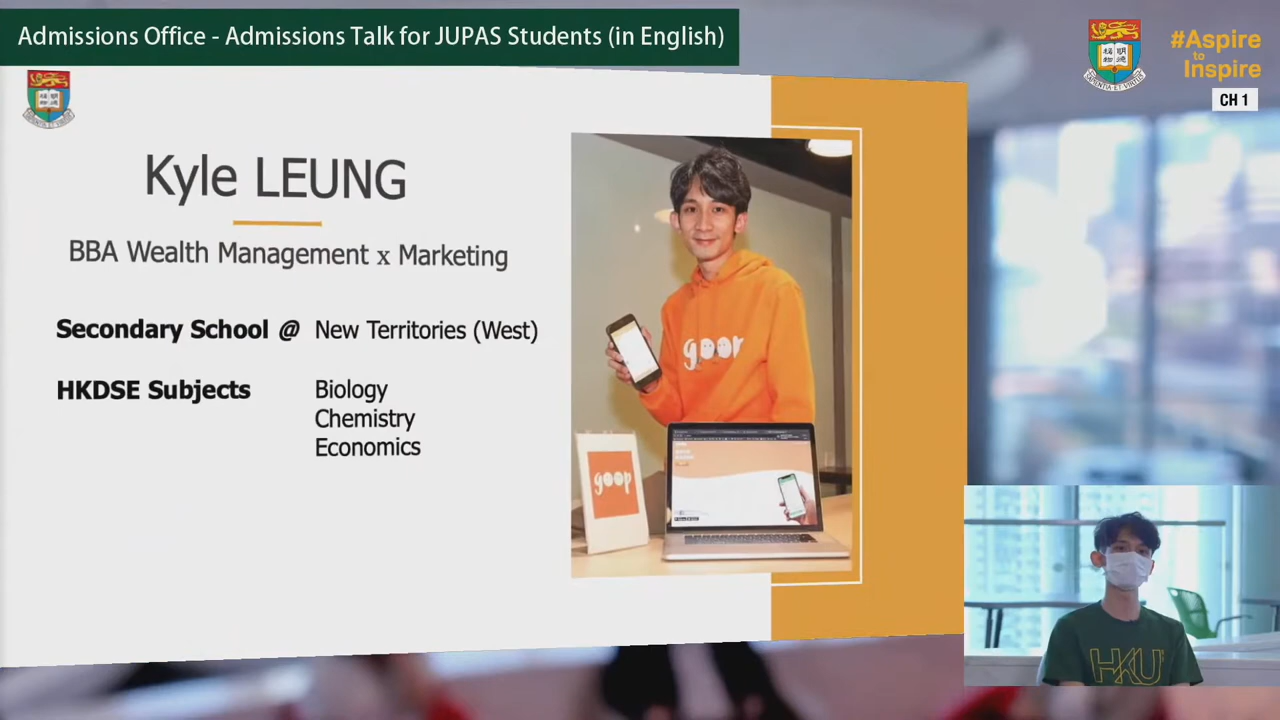 Admissions Office - Admissions Talk for JUPAS Students (in English)
#Aspire
to
Inspire
CH 1
Kyle LEUNG
BBA Wealth Management x Marketing
Secondary School @ New Territories (West)
HKDSE Subjects Biology
Chemistry
Economics
goop
goop
HKU